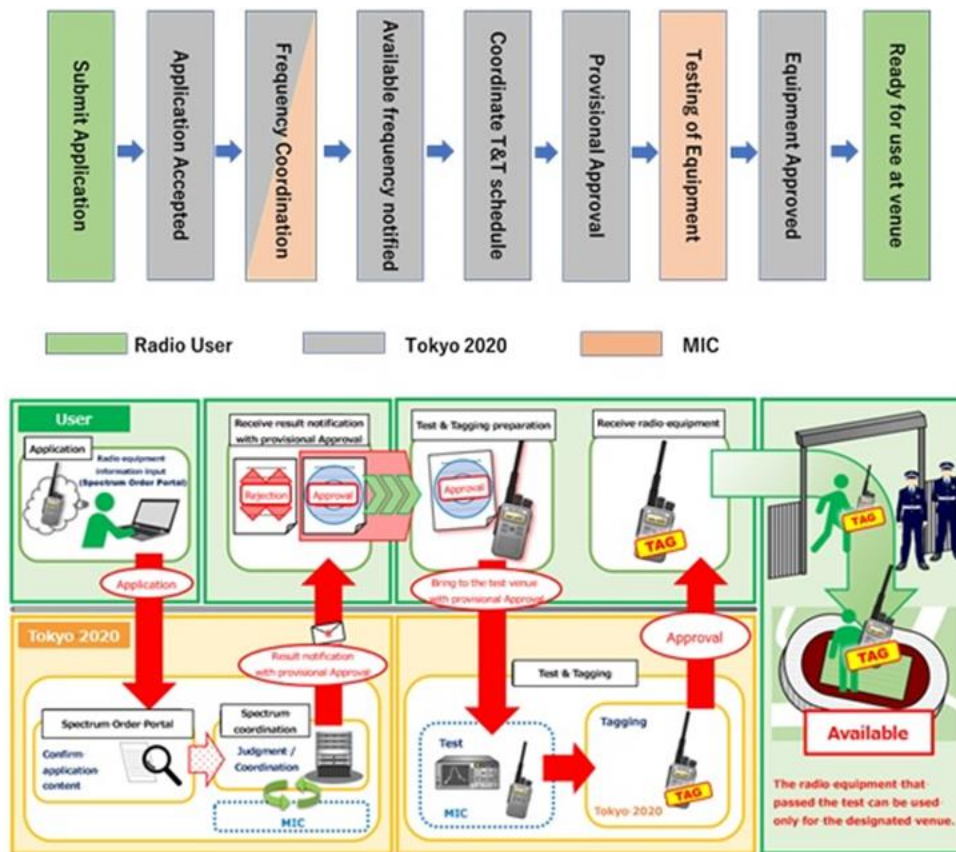 Submit Application
Application Accepted
Frequency Coordination
Available frequency notified
Coordinate T&T schedule
Provisional Approval
Testing of Equipment
Equipment Approved
Ready for use at venue
Radio User
Tokyo 2020
MIC
User
Application
Radio equipment
information input
(Spectrum Order Portal)
Receive result notification
with provisional Approval
Rejection
Approval
Test & Tagging preparation
Approval
Receive radio equipment
TAG
TAG
TAG
Application
Bring to the test venue
with provisional Approval
Tokyo 2020
Result notification
with provisional Approval
Approval
Test & Tagging
Spectrum Order Portal
Confirm
application
content
Spectrum
coordination
Judgment /
Coordination
MIC
Test
MIC
Tagging
TAG
Tokyo 2020
Available
The radio equipment that
passed the test can be used
only for the designated venue.